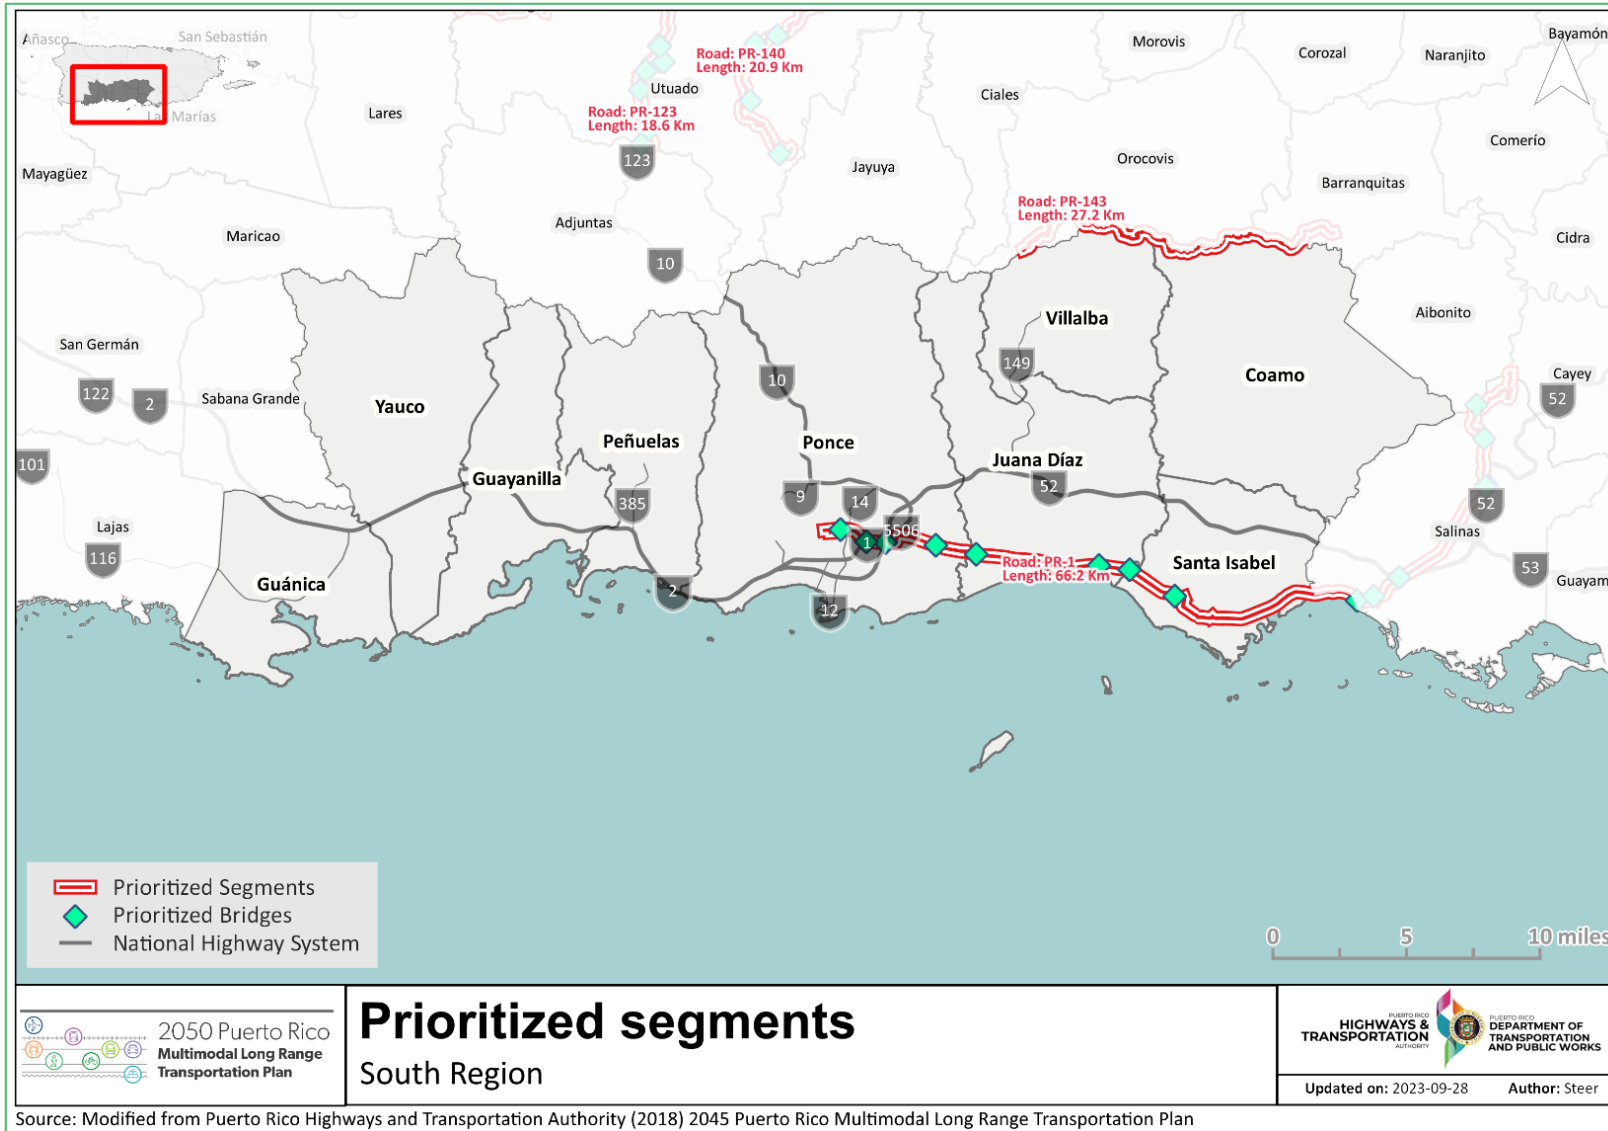 Añasco
San Sebastián
Las Marías
Mayagüez
Lares
Maricao
Road: PR-140
Length: 20.9 Km
Utuado
Road: PR-123
Length: 18.6 Km
123
Adjuntas
10
Jayuya
Ciales
Morovis
Corozal
Naranjito
Bayamón
Comerío
Orocovis
Barranquitas
Road: PR-143
Length: 27.2 Km
Cidra
Aibonito
Cayey
52
San Germán
122
2
Sabana Grande
101
Lajas
116
Yauco
Guayanilla
Peñuelas
385
Guánica
2
10
Ponce
9
14
1
5506
12
Villalba
149
Coamo
Juana Díaz
52
Road: PR-1
Length: 66.2 Km
Santa Isabel
52
Salinas
53
Guayam
Prioritized Segments
Prioritized Bridges
National Highway System
0 5 10 miles
2050 Puerto Rico
Multimodal Long Range
Transportation Plan
Prioritized segments
South Region
PUERTO RICO
HIGHWAYS &
TRANSPORTATION
AUTHORITY
PUERTO RICO
DEPARTMENT OF
TRANSPORTATION
AND PUBLIC WORKS
Updated on: 2023-09-28 Author: Steer
Source: Modified from Puerto Rico Highways and Transportation Authority (2018) 2045 Puerto Rico Multimodal Long Range Transportation Plan